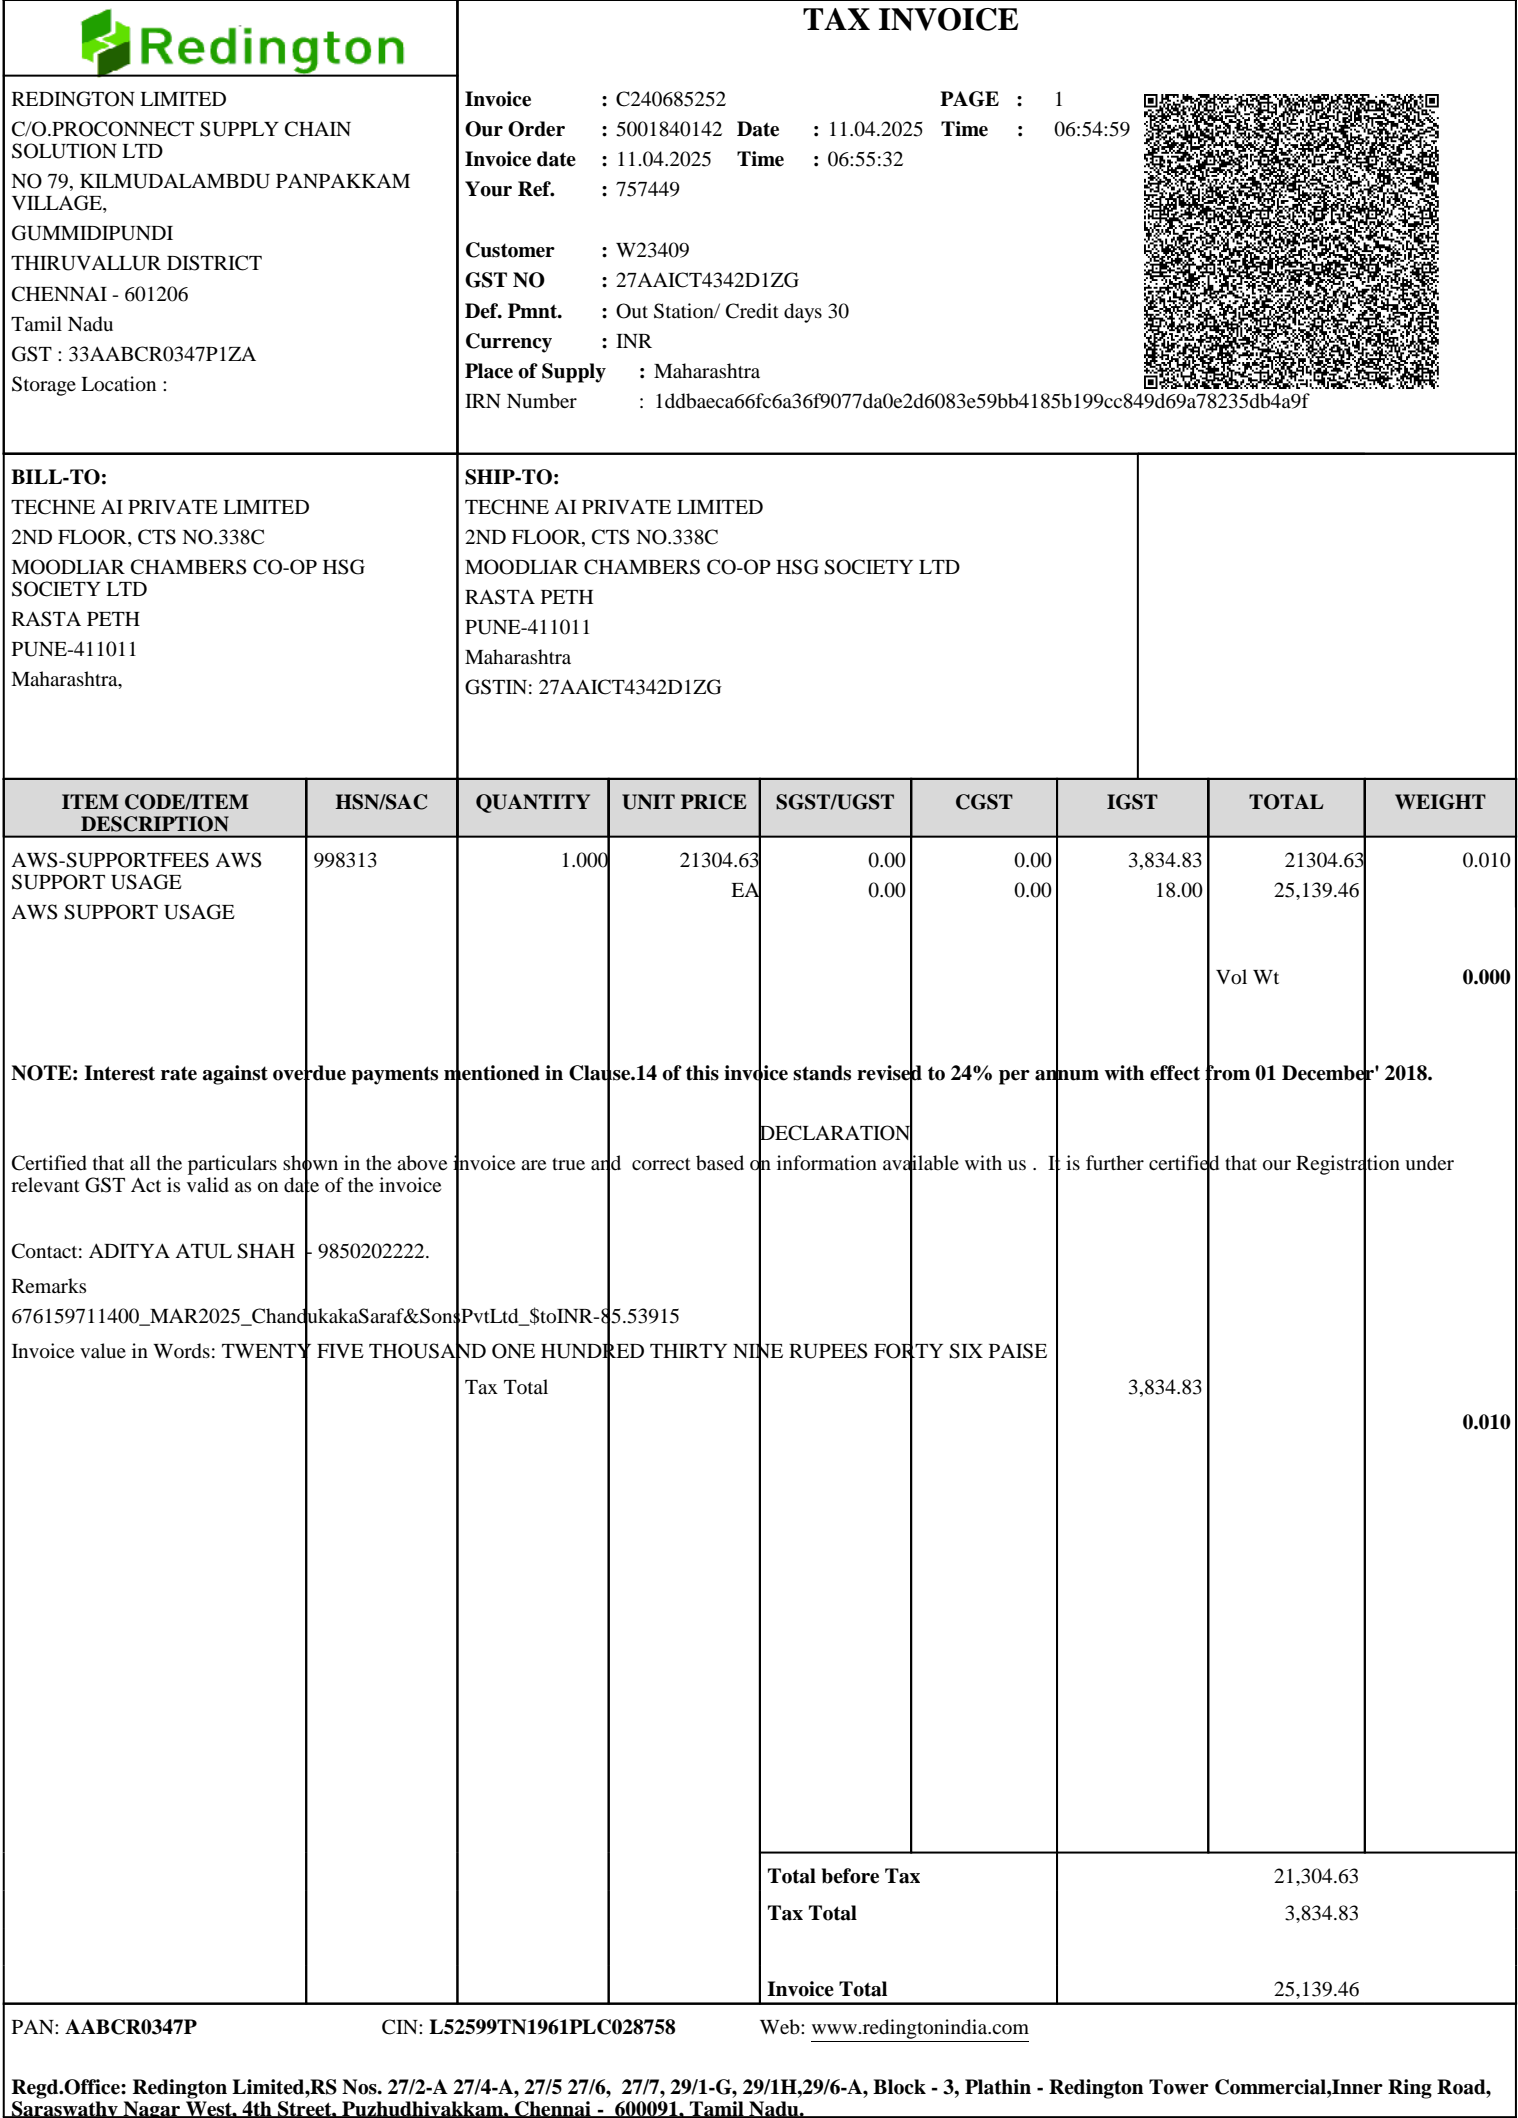 Redington
TAX INVOICE
REDINGTON LIMITED
C/O.PROCONNECT SUPPLY CHAIN
SOLUTION LTD
NO 79, KILMUDALAMBDU PANPAKKAM
VILLAGE,
GUMMIDIPUNDI
THIRUVALLUR DISTRICT
CHENNAI - 601206
Tamil Nadu
GST : 33AABCR0347P1ZA
Storage Location :
Invoice : C240685252 PAGE : 1
Our Order : 5001840142 Date : 11.04.2025 Time : 06:54:59
Invoice date : 11.04.2025 Time : 06:55:32
Your Ref. : 757449
Customer : W23409
GST NO : 27AAICT4342D1ZG
Def. Pmnt. : Out Station/ Credit days 30
Currency : INR
Place of Supply : Maharashtra
IRN Number : 1ddbaeca66fc6a36f9077da0e2d6083e59bb4185b199cc849d69a78235db4a9f
BILL-TO:
TECHNE AI PRIVATE LIMITED
2ND FLOOR, CTS NO.338C
MOODLIAR CHAMBERS CO-OP HSG
SOCIETY LTD
RASTA PETH
PUNE-411011
Maharashtra,
SHIP-TO:
TECHNE AI PRIVATE LIMITED
2ND FLOOR, CTS NO.338C
MOODLIAR CHAMBERS CO-OP HSG SOCIETY LTD
RASTA PETH
PUNE-411011
Maharashtra
GSTIN: 27AAICT4342D1ZG
ITEM CODE/ITEM DESCRIPTION HSN/SAC QUANTITY UNIT PRICE SGST/UGST CGST IGST TOTAL WEIGHT
AWS-SUPPORTFEES AWS 998313 1.000 21304.63 0.00 0.00 3,834.83 21304.63 0.010
SUPPORT USAGE EA 0.00 0.00 18.00 25,139.46
AWS SUPPORT USAGE
Vol Wt 0.000
NOTE: Interest rate against overdue payments mentioned in Clause.14 of this invoice stands revised to 24% per annum with effect from 01 December' 2018.
DECLARATION
Certified that all the particulars shown in the above invoice are true and correct based on information available with us . It is further certified that our Registration under
relevant GST Act is valid as on date of the invoice
Contact: ADITYA ATUL SHAH - 9850202222.
Remarks
676159711400_MAR2025_ChandukakaSaraf&SonsPvtLtd_$toINR-85.53915
Invoice value in Words: TWENTY FIVE THOUSAND ONE HUNDRED THIRTY NINE RUPEES FORTY SIX PAISE
Tax Total 3,834.83
0.010
Total before Tax 21,304.63
Tax Total 3,834.83
Invoice Total 25,139.46
PAN: AABCR0347P CIN: L52599TN1961PLC028758 Web: www.redingtonindia.com
Regd.Office: Redington Limited,RS Nos. 27/2-A 27/4-A, 27/5 27/6, 27/7, 29/1-G, 29/1H,29/6-A, Block - 3, Plathin - Redington Tower Commercial,Inner Ring Road,
Saraswathy Nagar West, 4th Street, Puzhudhivakkam, Chennai - 600091, Tamil Nadu.